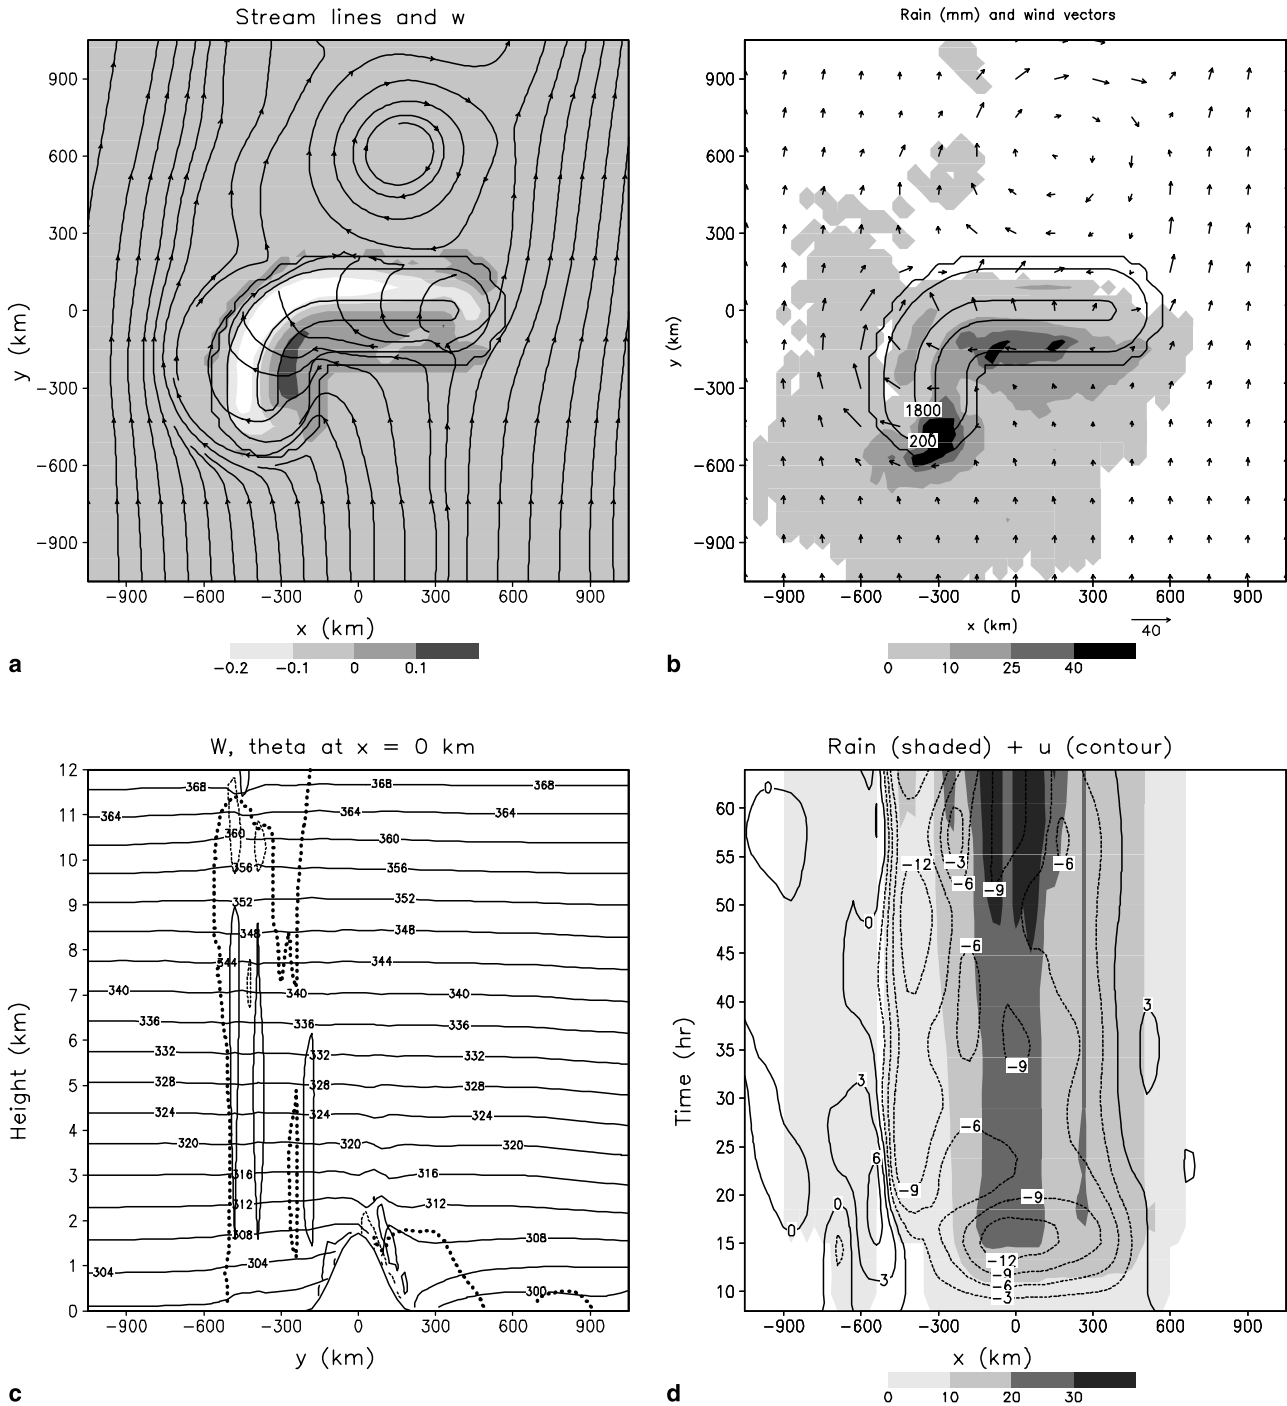 Stream lines and w
900
600
300
0
−300
−600
−900
y (km)
−900 −600 −300 0 300 600 900
x (km)
−0.2 −0.1 0 0.1
a
Rain (mm) and wind vectors
900
600
300
0
−300
−600
−900
y (km)
1800
200
−900 −600 −300 0 300 600 900
x (km)
40
0 10 25 40
b
W, theta at x = 0 km
12
11
10
9
8
7
6
5
4
3
2
1
0
Height (km)
368 368 368
364 364 364
360 360
356 356
352 352
348 348
344 344
340 340 340
336 336 336
332 332 332
328 328 328
324 324 324
320 320 320
316 316
312 312
308 308
304 304
300
−900 −600 −300 0 300 600 900
y (km)
c
Rain (shaded) + u (contour)
60
55
50
45
40
35
30
25
20
15
10
Time (hr)
0
−12 −3 −6
−6 −9
0
−6
3
−9
3
−6
6
−9 −9
0
0
−12
−9
−6
−3
3
−900 −600 −300 0 300 600 900
x (km)
0 10 20 30
d